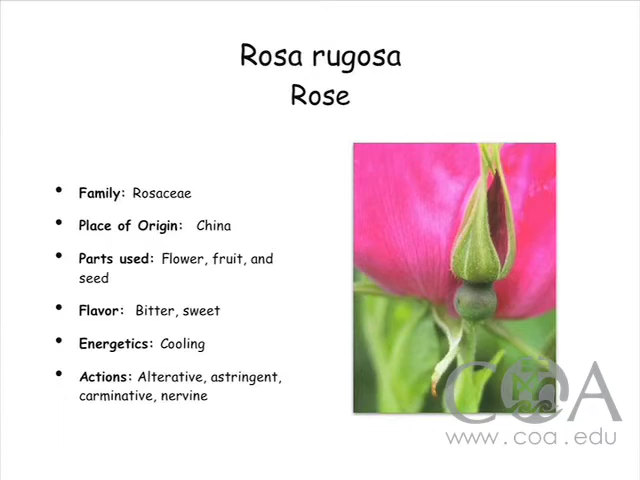 Rosa rugosa
Rose
• Family: Rosaceae
• Place of Origin: China
• Parts used: Flower, fruit, and
seed
• Flavor: Bitter, sweet
• Energetics: Cooling
• Actions: Alterative, astringent,
carminative, nervine
COA
www.coa.edu